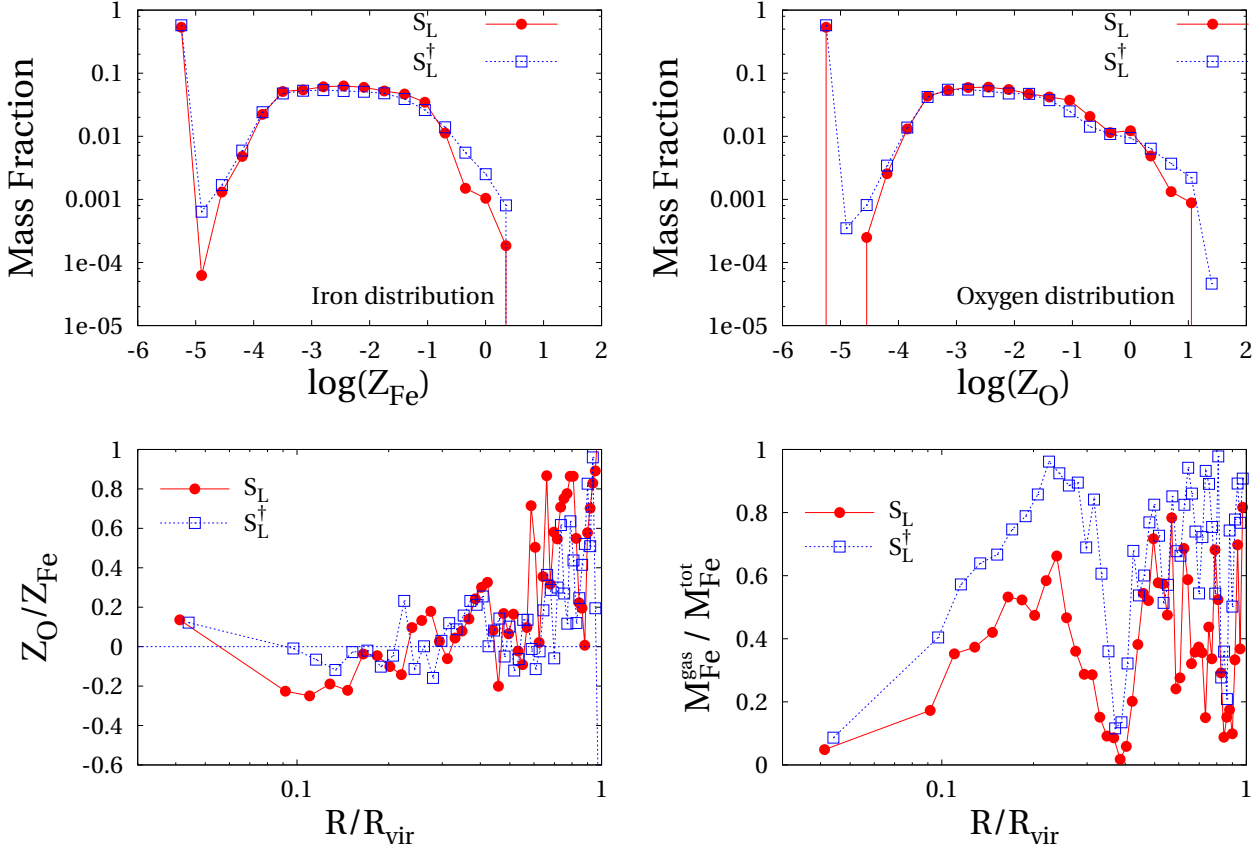 1
0.1
0.01
0.001
1e-04
1e-05
Mass Fraction
S_L
S_L^†
Iron distribution
-6 -5 -4 -3 -2 -1 0 1 2
log(Z_Fe)
1
0.1
0.01
0.001
1e-04
1e-05
Mass Fraction
S_L
S_L^†
Oxygen distribution
-6 -5 -4 -3 -2 -1 0 1 2
log(Z_O)
1
0.8
0.6
0.4
0.2
0
-0.2
-0.4
-0.6
Z_O/Z_Fe
S_L
S_L^†
0.1 1
R/R_vir
1
0.8
0.6
0.4
0.2
0
M_Fe^gas / M_Fe^tot
S_L
S_L^†
0.1 1
R/R_vir